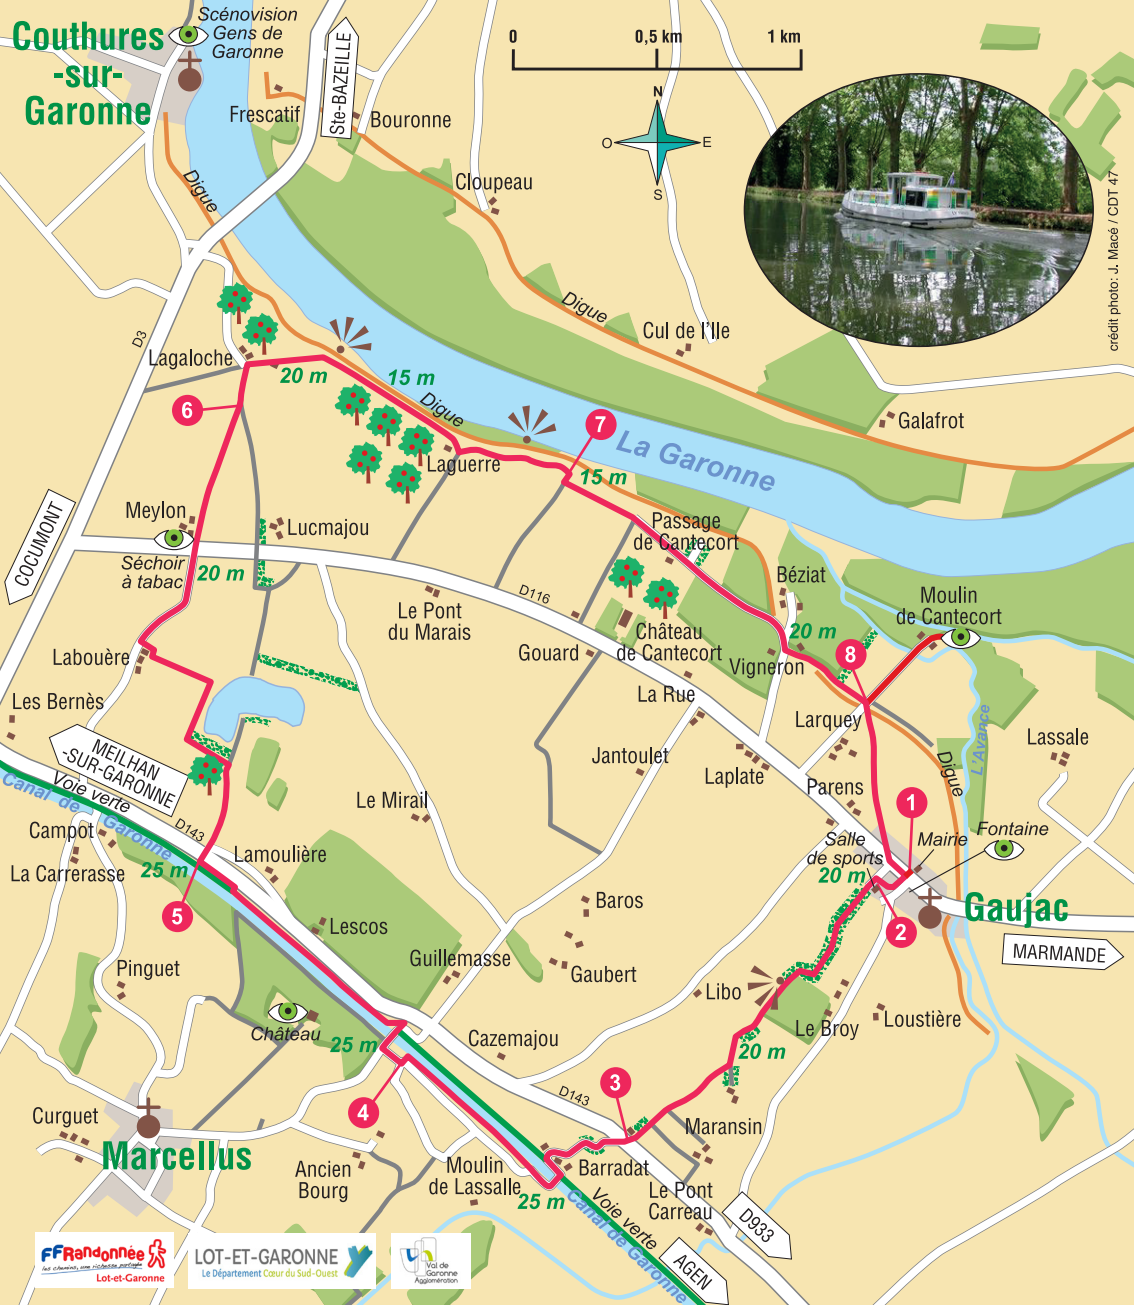 Couthures
-sur-
Garonne
Scénovision
Gens de
Garonne
Ste-BAZEILLE
0
0,5 km
1 km
N
O
E
S
crédit photo: J. Macé / CDT 47
Frescatif
Bouronne
Cloupeau
Digue
Digue
Cul de l'Ile
D3
Lagaloche
20 m
15 m
Digue
Galafrot
6
7
La Garonne
Laguerre
15 m
COCUMONT
Meylon
Lucmajou
Passage
de Cantecort
Séchoir
à tabac
20 m
D116
Béziat
Moulin
de Cantecort
Le Pont
du Marais
Château
de Cantecort
20 m
Gouard
Vigneron
8
Labouère
La Rue
Les Bernès
Larquey
L'Avance
Lassale
MEILHAN
-SUR-GARONNE
Jantoulet
Laplate
Digue
Parens
Voie verte
Canal de
Garonne
Le Mirail
1
D143
Campot
Salle
de sports
Mairie
Fontaine
La Carrerasse
25 m
Lamoulière
20 m
Baros
Gaujac
5
2
Lescos
MARMANDE
Pinguet
Guillemasse
Gaubert
Libo
Château
25 m
Cazemajou
Le Broy
Loustière
20 m
D143
3
4
Curguet
Maransin
Marcellus
Ancien
Bourg
Moulin
de Lassalle
Barradat
25 m
Le Pont
Carreau
Voie verte
Canal de Garonne
D933
AGEN
FFRandonnée
les chemins, une richesse partagée
Lot-et-Garonne
LOT-ET-GARONNE
Le Département Cœur du Sud-Ouest
Val de
Garonne
Agglomération